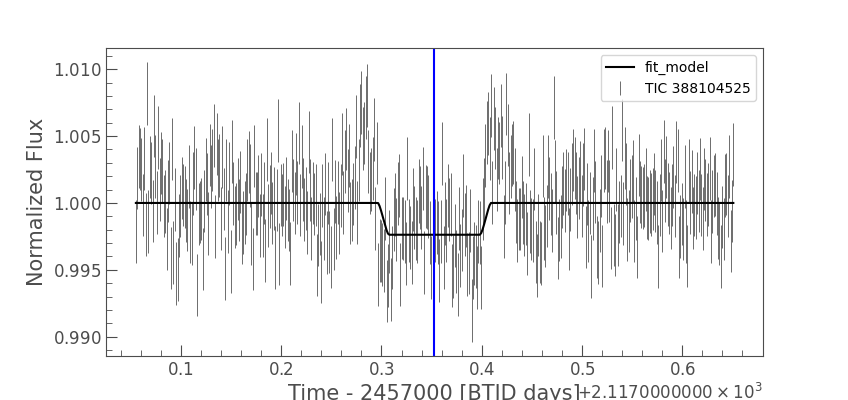 fit_model
TIC 388104525
Normalized Flux
1.010
1.005
1.000
0.995
0.990
0.1 0.2 0.3 0.4 0.5 0.6
Time - 2457000 [BTJD days]
+2.1170000000 × 10³